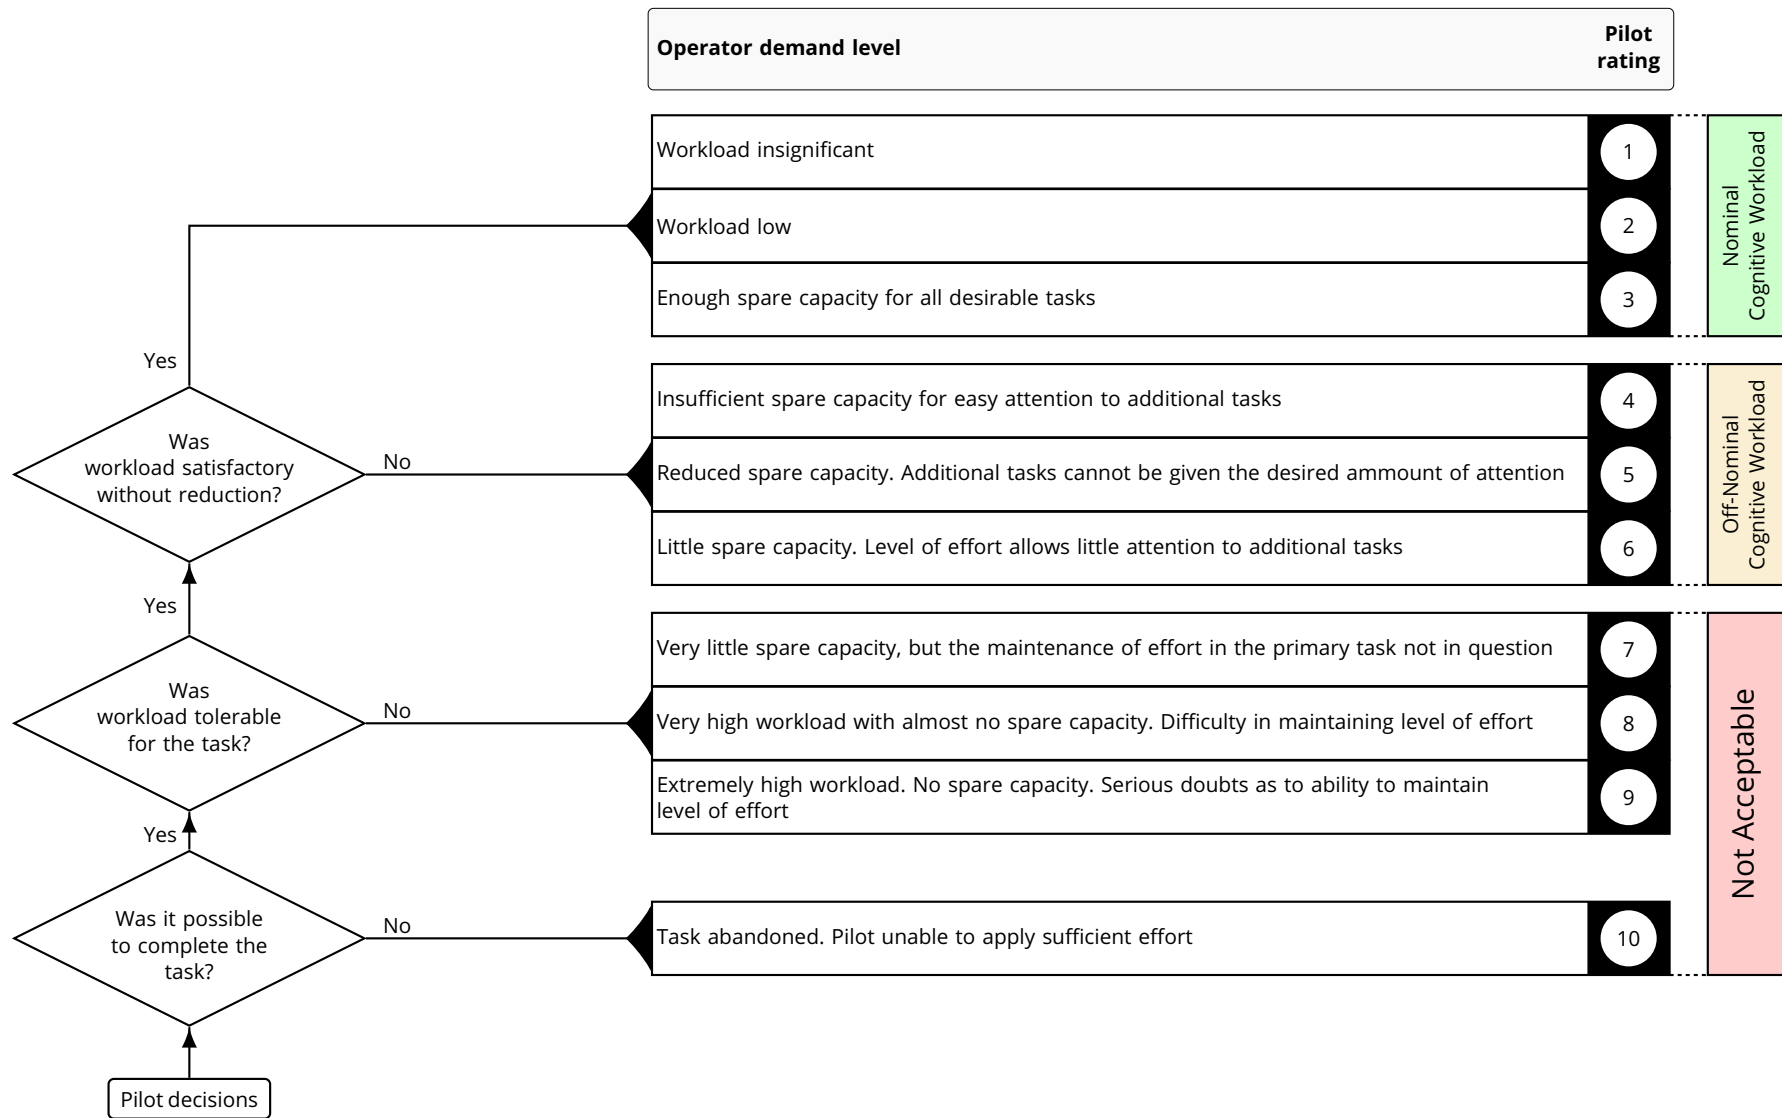 Operator demand level
Pilot
rating
Workload insignificant
1
Workload low
2
Enough spare capacity for all desirable tasks
3
Nominal
Cognitive Workload
Yes
Was
workload satisfactory
without reduction?
No
Insufficient spare capacity for easy attention to additional tasks
4
Reduced spare capacity. Additional tasks cannot be given the desired ammount of attention
5
Little spare capacity. Level of effort allows little attention to additional tasks
6
Off-Nominal
Cognitive Workload
Yes
Was
workload tolerable
for the task?
No
Very little spare capacity, but the maintenance of effort in the primary task not in question
7
Very high workload with almost no spare capacity. Difficulty in maintaining level of effort
8
Extremely high workload. No spare capacity. Serious doubts as to ability to maintain
level of effort
9
Not Acceptable
Yes
Was it possible
to complete the
task?
No
Task abandoned. Pilot unable to apply sufficient effort
10
Pilot decisions